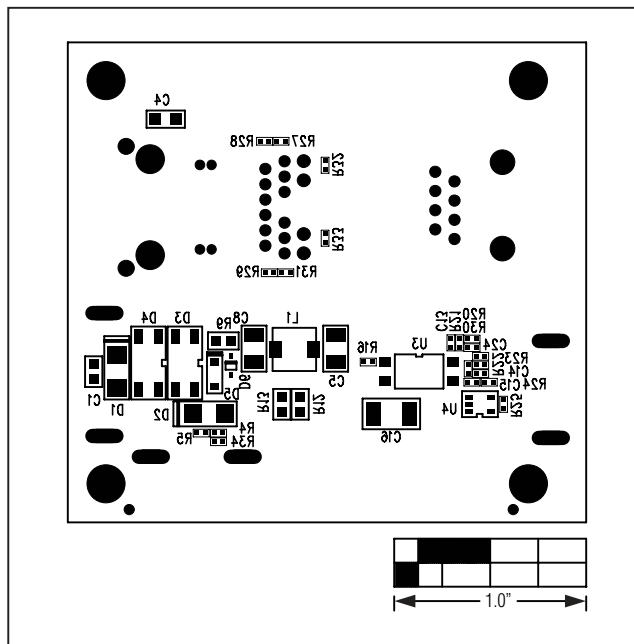 C4
R28 R27
R32
R33
R29 R31
D4 D3 R9 C8 L1
C13 R21 R20
R30
R16 U3 C24
R23
R22 C14
C15 R24
C1 D1 D2 D5 D6 C5
R13 R12
U4 R25
R5 R4
R34
C16
1.0"